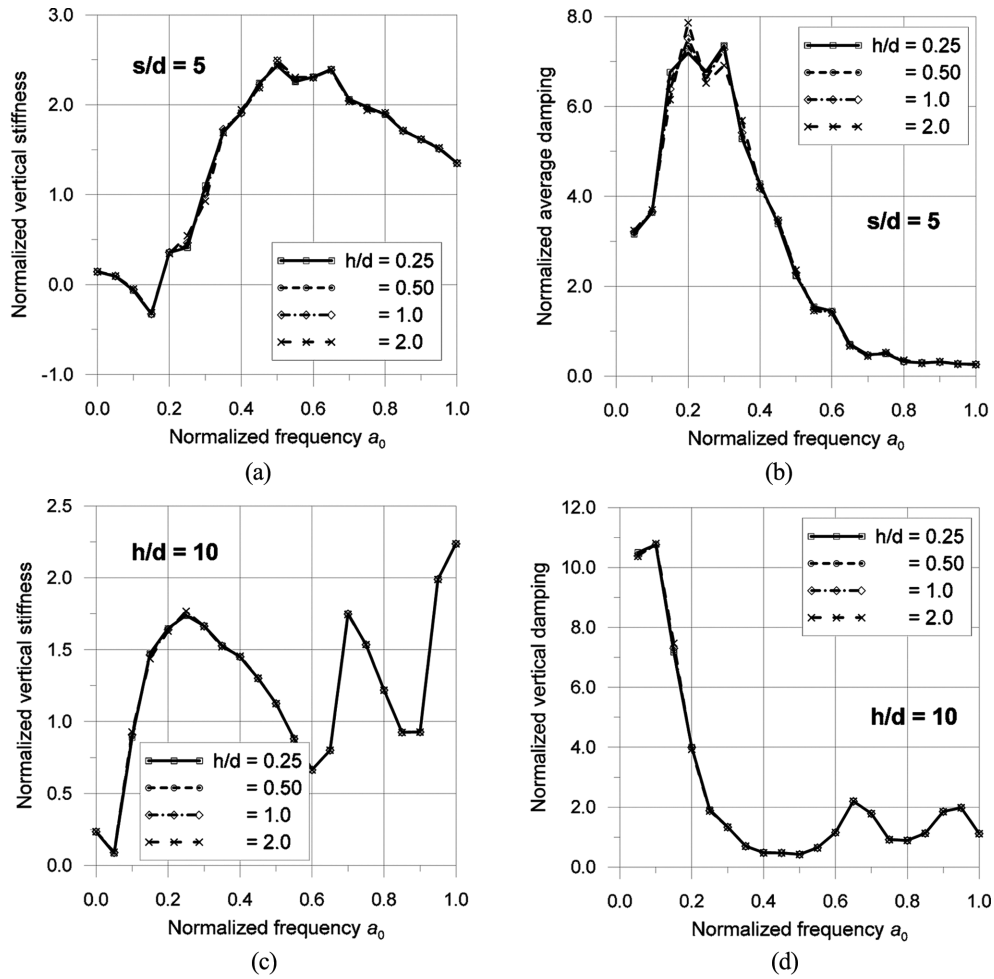 3.0
2.0
1.0
0.0
-1.0
Normalized vertical stiffness
s/d = 5
h/d = 0.25
= 0.50
= 1.0
= 2.0
0.0 0.2 0.4 0.6 0.8 1.0
Normalized frequency a0
(a)
8.0
6.0
4.0
2.0
0.0
Normalized average damping
h/d = 0.25
= 0.50
= 1.0
= 2.0
s/d = 5
0.0 0.2 0.4 0.6 0.8 1.0
Normalized frequency a0
(b)
2.5
2.0
1.5
1.0
0.5
0.0
Normalized vertical stiffness
h/d = 10
h/d = 0.25
= 0.50
= 1.0
= 2.0
0.0 0.2 0.4 0.6 0.8 1.0
Normalized frequency a0
(c)
12.0
10.0
8.0
6.0
4.0
2.0
0.0
Normalized vertical damping
h/d = 0.25
= 0.50
= 1.0
= 2.0
h/d = 10
0.0 0.2 0.4 0.6 0.8 1.0
Normalized frequency a0
(d)